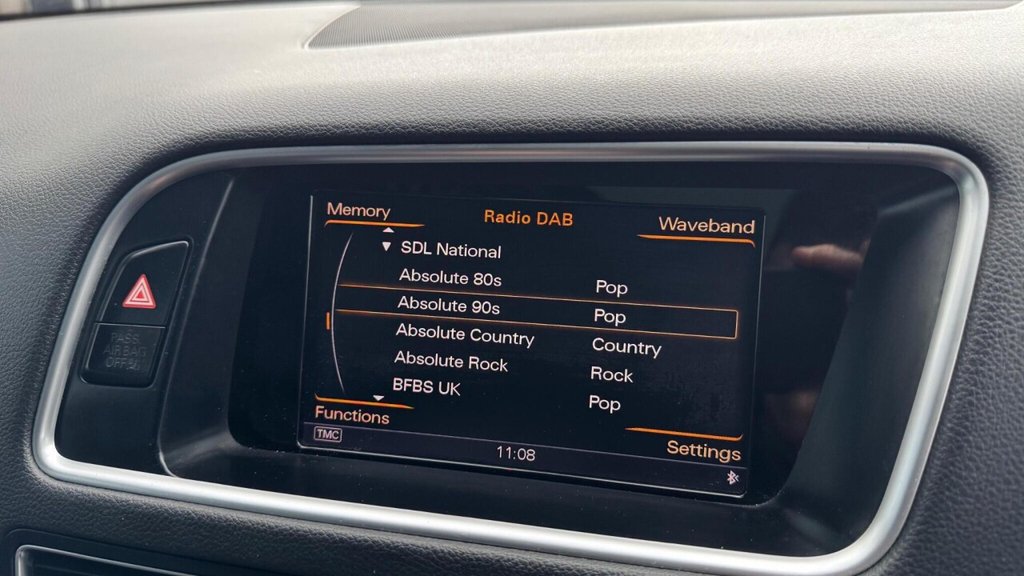 Memory
Radio DAB
Waveband
SDL National
Absolute 80s Pop
Absolute 90s Pop
Absolute Country Country
Absolute Rock Rock
BFBS UK Pop
Functions
Settings
TMC
11:08
PASS
AIRBAG
OFF